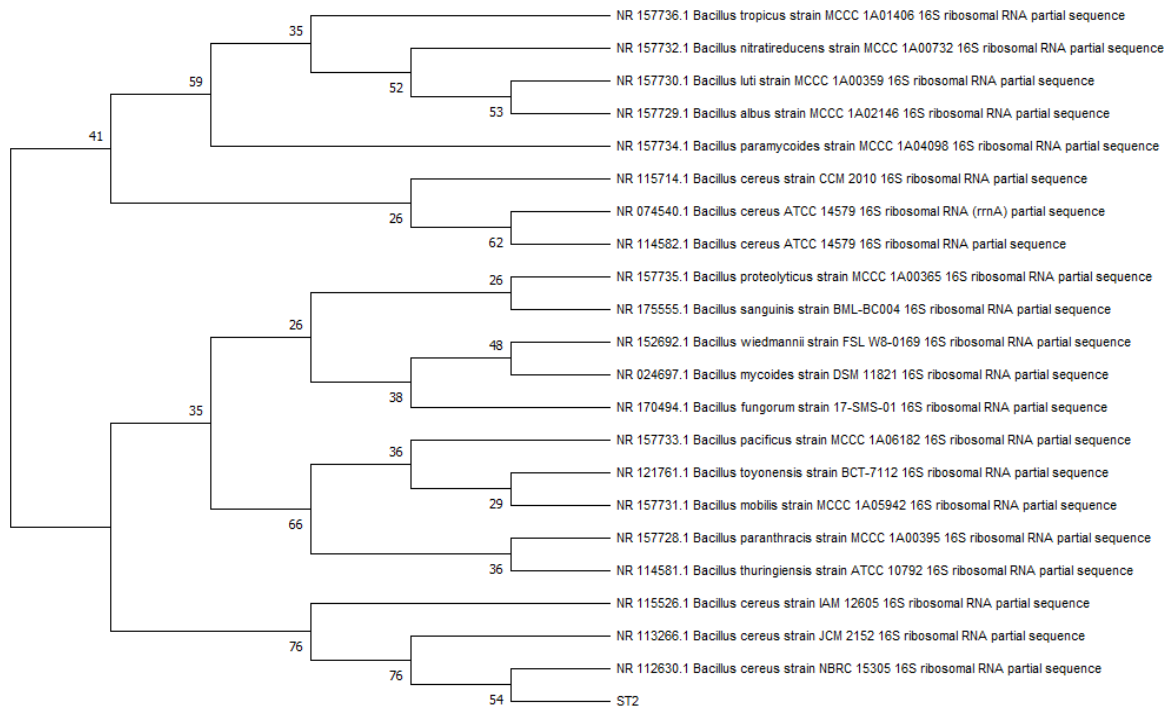 NR 157736.1 Bacillus tropicus strain MCCC 1A01406 16S ribosomal RNA partial sequence
35
NR 157732.1 Bacillus nitratireducens strain MCCC 1A00732 16S ribosomal RNA partial sequence
59
NR 157730.1 Bacillus luti strain MCCC 1A00359 16S ribosomal RNA partial sequence
52
53
NR 157729.1 Bacillus albus strain MCCC 1A02146 16S ribosomal RNA partial sequence
41
NR 157734.1 Bacillus paramycoides strain MCCC 1A04098 16S ribosomal RNA partial sequence
NR 115714.1 Bacillus cereus strain CCM 2010 16S ribosomal RNA partial sequence
26
NR 074540.1 Bacillus cereus ATCC 14579 16S ribosomal RNA (rrnA) partial sequence
62
NR 114582.1 Bacillus cereus ATCC 14579 16S ribosomal RNA partial sequence
26
NR 157735.1 Bacillus proteolyticus strain MCCC 1A00365 16S ribosomal RNA partial sequence
NR 175555.1 Bacillus sanguinis strain BML-BC004 16S ribosomal RNA partial sequence
26
48
NR 152692.1 Bacillus wiedmannii strain FSL W8-0169 16S ribosomal RNA partial sequence
NR 024697.1 Bacillus mycoides strain DSM 11821 16S ribosomal RNA partial sequence
38
35
NR 170494.1 Bacillus fungorum strain 17-SMS-01 16S ribosomal RNA partial sequence
NR 157733.1 Bacillus pacificus strain MCCC 1A06182 16S ribosomal RNA partial sequence
36
NR 121761.1 Bacillus toyonensis strain BCT-7112 16S ribosomal RNA partial sequence
29
NR 157731.1 Bacillus mobilis strain MCCC 1A05942 16S ribosomal RNA partial sequence
66
NR 157728.1 Bacillus paranthracis strain MCCC 1A00395 16S ribosomal RNA partial sequence
36
NR 114581.1 Bacillus thuringiensis strain ATCC 10792 16S ribosomal RNA partial sequence
NR 115526.1 Bacillus cereus strain IAM 12605 16S ribosomal RNA partial sequence
76
NR 113266.1 Bacillus cereus strain JCM 2152 16S ribosomal RNA partial sequence
76
NR 112630.1 Bacillus cereus strain NBRC 15305 16S ribosomal RNA partial sequence
54
ST2